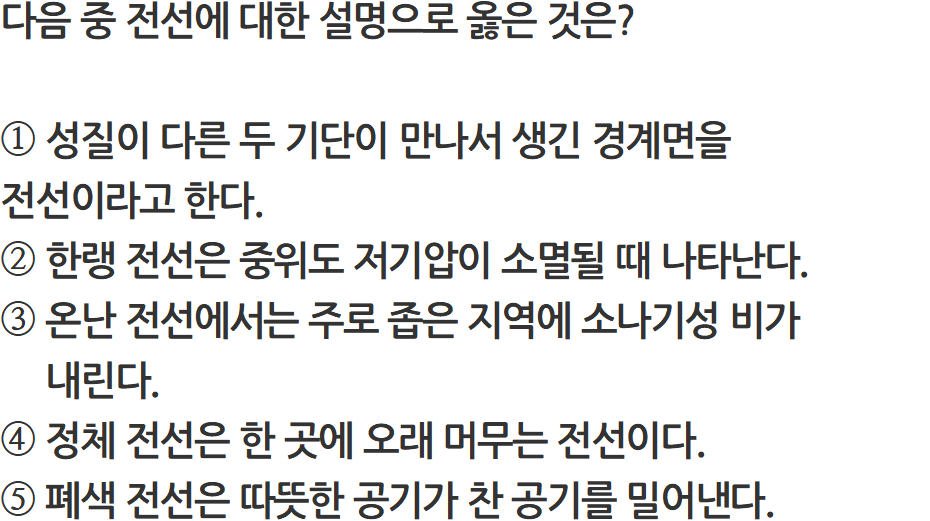 다음 중 전선에 대한 설명으로 옳은 것은?
① 성질이 다른 두 기단이 만나서 생긴 경계면을
전선이라고 한다.
② 한랭 전선은 중위도 저기압이 소멸될 때 나타난다.
③ 온난 전선에서는 주로 좁은 지역에 소나기성 비가
내린다.
④ 정체 전선은 한 곳에 오래 머무는 전선이다.
⑤ 폐색 전선은 따뜻한 공기가 찬 공기를 밀어낸다.